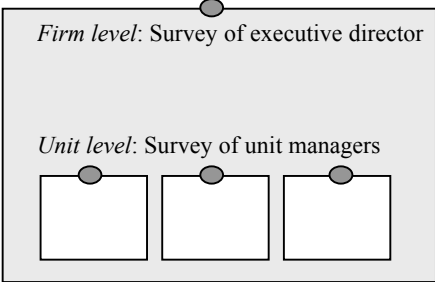 Firm level: Survey of executive director
Unit level: Survey of unit managers